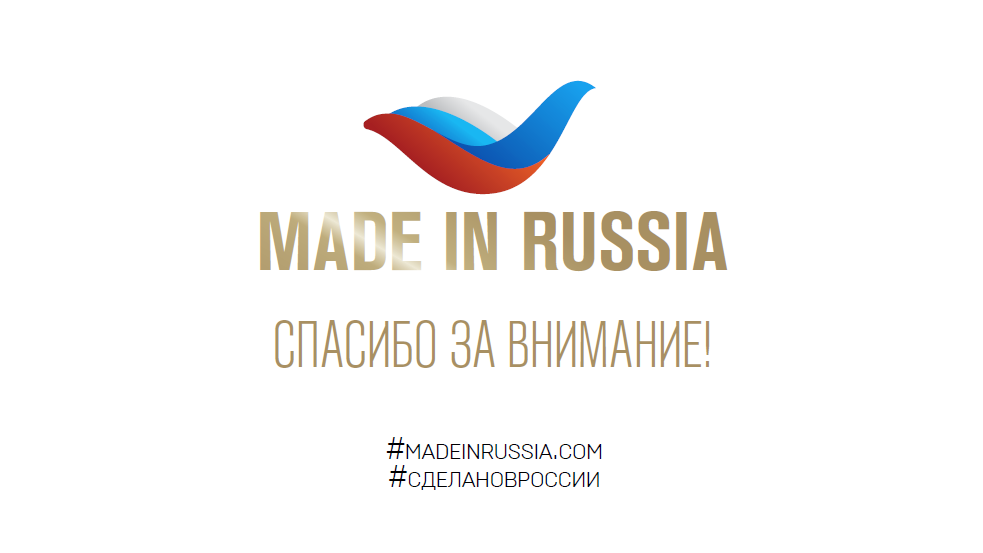 MADE IN RUSSIA
СПАСИБО ЗА ВНИМАНИЕ!
#MADEINRUSSIA.COM
#СДЕЛАНОВРОССИИ